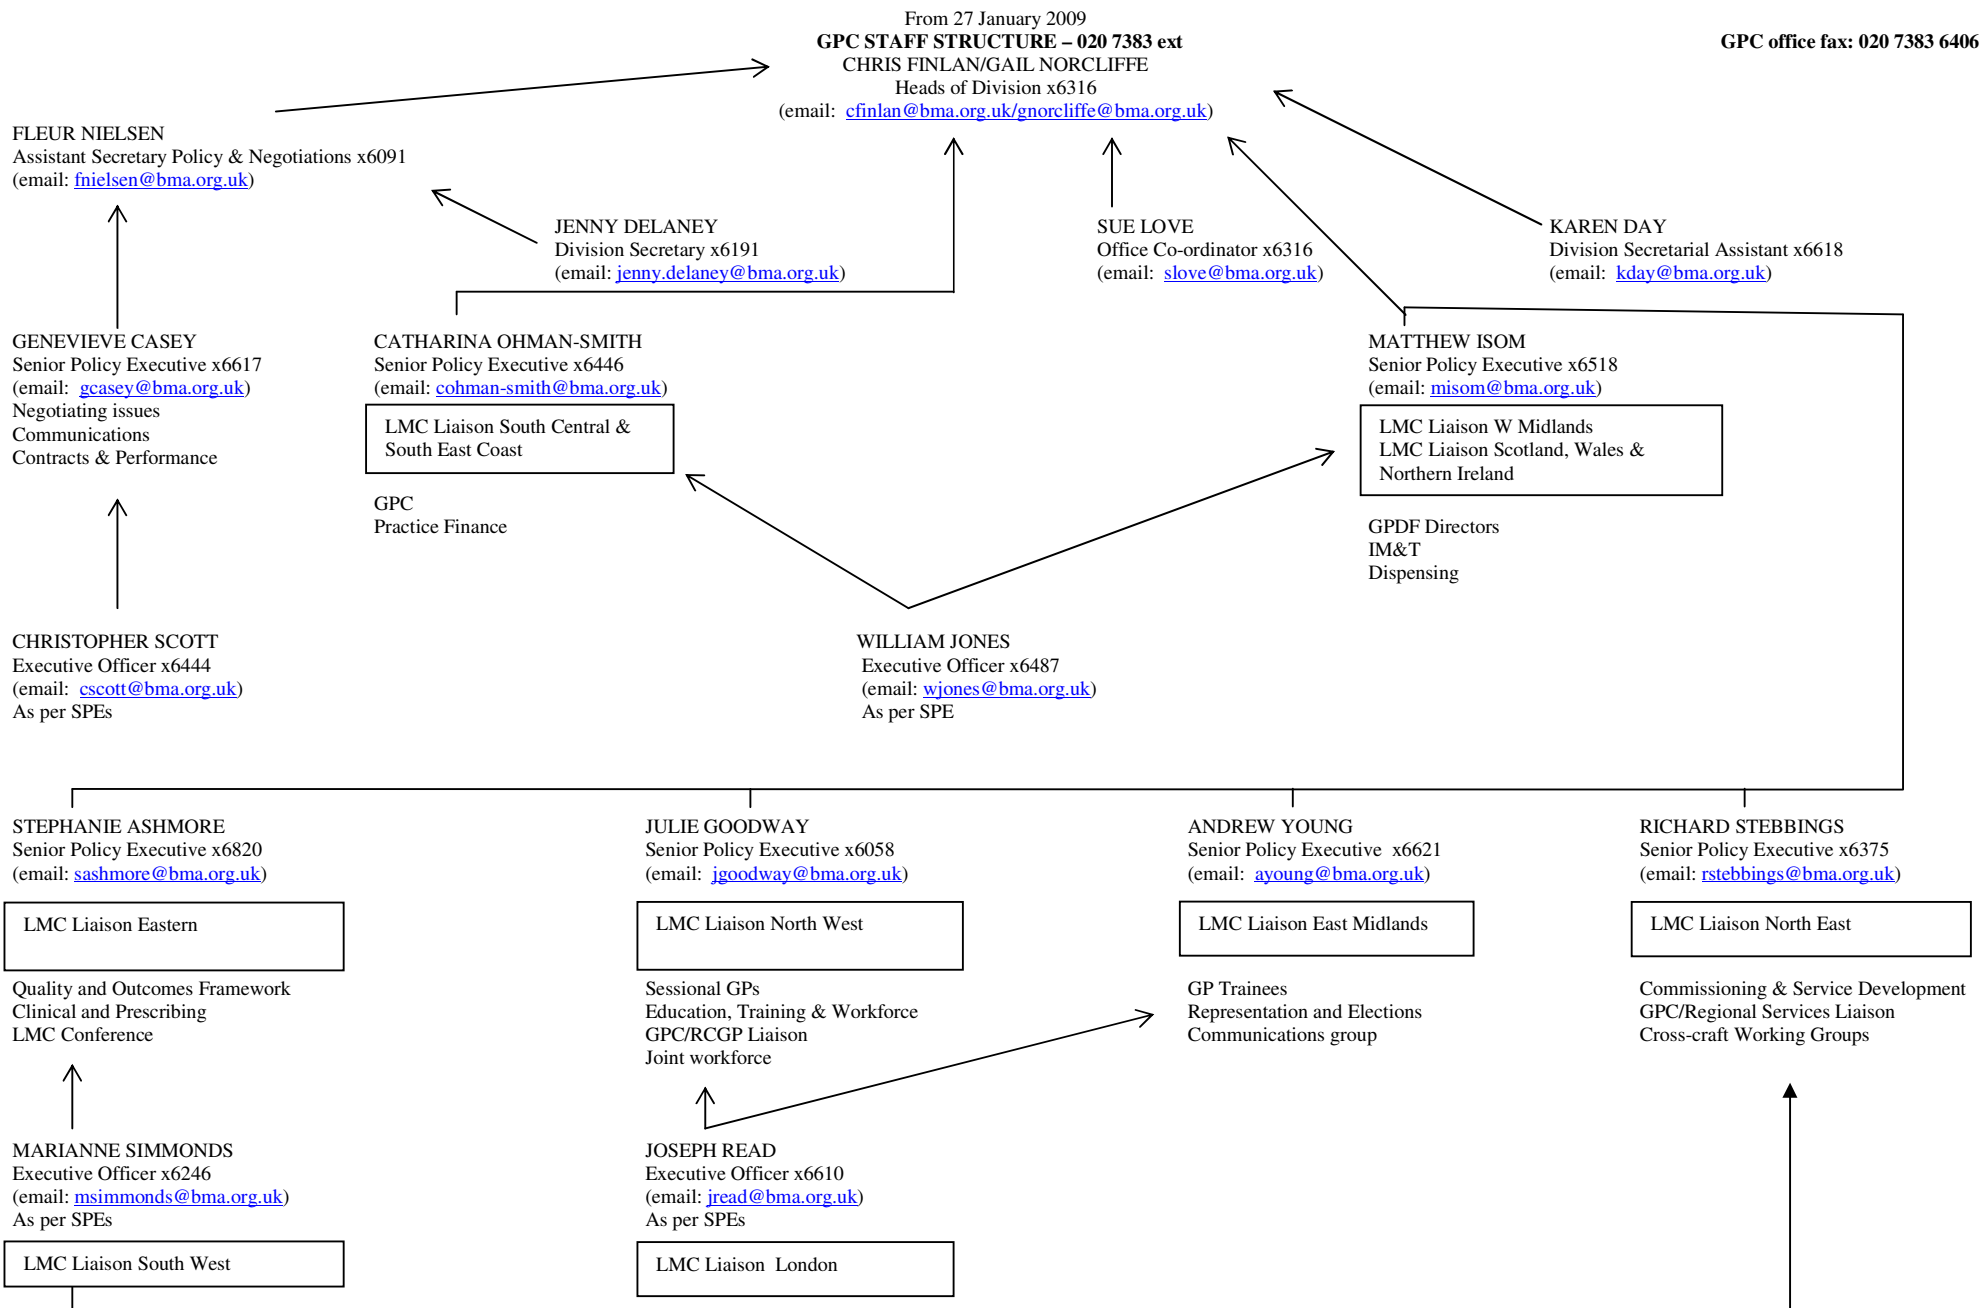 From 27 January 2009
GPC STAFF STRUCTURE – 020 7383 ext
GPC office fax: 020 7383 6406
CHRIS FINLAN/GAIL NORCLIFFE
Heads of Division x6316
(email: cfinlan@bma.org.uk/gnorcliffe@bma.org.uk)
FLEUR NIELSEN
Assistant Secretary Policy & Negotiations x6091
(email: fnielsen@bma.org.uk)
JENNY DELANEY
Division Secretary x6191
(email: jenny.delaney@bma.org.uk)
SUE LOVE
Office Co-ordinator x6316
(email: slove@bma.org.uk)
KAREN DAY
Division Secretarial Assistant x6618
(email: kday@bma.org.uk)
GENEVIEVE CASEY
Senior Policy Executive x6617
(email: gcasey@bma.org.uk)
Negotiating issues
Communications
Contracts & Performance
CATHARINA OHMAN-SMITH
Senior Policy Executive x6446
(email: cohman-smith@bma.org.uk)
LMC Liaison South Central &
South East Coast
GPC
Practice Finance
MATTHEW ISOM
Senior Policy Executive x6518
(email: misom@bma.org.uk)
LMC Liaison W Midlands
LMC Liaison Scotland, Wales &
Northern Ireland
GPDF Directors
IM&T
Dispensing
CHRISTOPHER SCOTT
Executive Officer x6444
(email: cscott@bma.org.uk)
As per SPEs
WILLIAM JONES
Executive Officer x6487
(email: wjones@bma.org.uk)
As per SPE
STEPHANIE ASHMORE
Senior Policy Executive x6820
(email: sashmore@bma.org.uk)
LMC Liaison Eastern
Quality and Outcomes Framework
Clinical and Prescribing
LMC Conference
JULIE GOODWAY
Senior Policy Executive x6058
(email: jgoodway@bma.org.uk)
LMC Liaison North West
Sessional GPs
Education, Training & Workforce
GPC/RCGP Liaison
Joint workforce
ANDREW YOUNG
Senior Policy Executive x6621
(email: ayoung@bma.org.uk)
LMC Liaison East Midlands
GP Trainees
Representation and Elections
Communications group
RICHARD STEBBINGS
Senior Policy Executive x6375
(email: rstebbings@bma.org.uk)
LMC Liaison North East
Commissioning & Service Development
GPC/Regional Services Liaison
Cross-craft Working Groups
MARIANNE SIMMONDS
Executive Officer x6246
(email: msimmonds@bma.org.uk)
As per SPEs
LMC Liaison South West
JOSEPH READ
Executive Officer x6610
(email: jread@bma.org.uk)
As per SPEs
LMC Liaison London